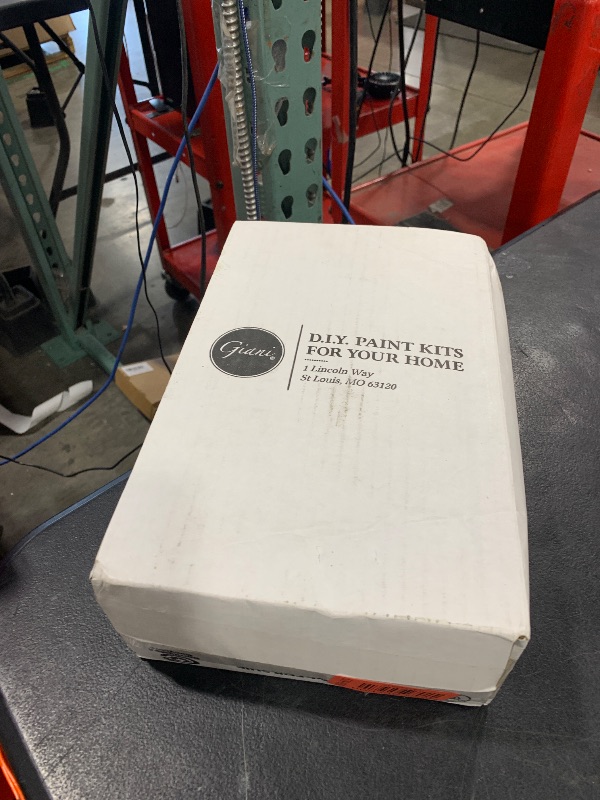 Giani
D.I.Y. PAINT KITS
FOR YOUR HOME
1 Lincoln Way
St Louis, MO 63120